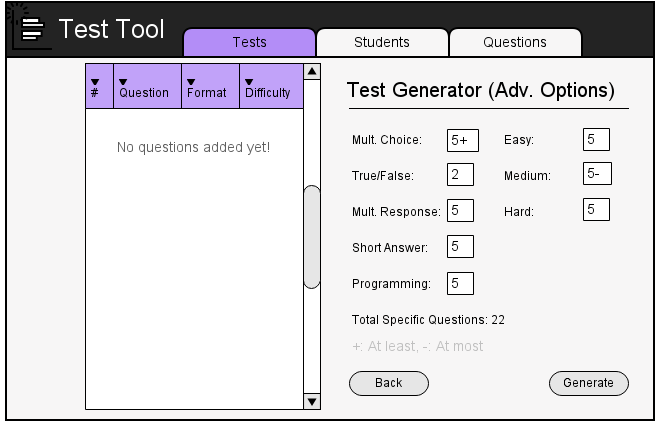 Test Tool
Tests
Students
Questions
#
Question
Format
Difficulty
No questions added yet!
Test Generator (Adv. Options)
Mult. Choice: 5+ Easy: 5
True/False: 2 Medium: 5-
Mult. Response: 5 Hard: 5
Short Answer: 5
Programming: 5
Total Specific Questions: 22
+: At least, -: At most
Back
Generate